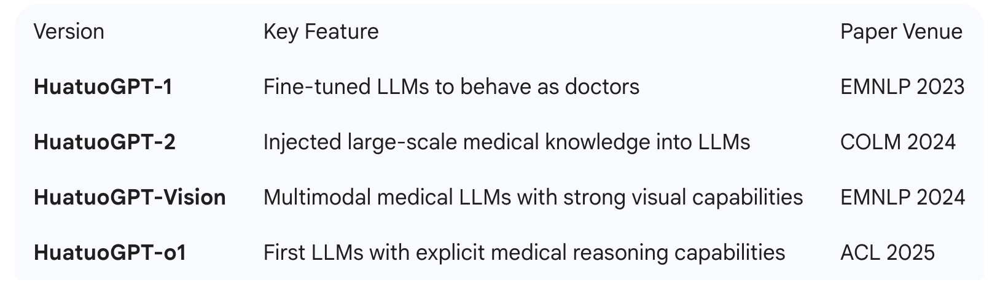 Version Key Feature Paper Venue
HuatuoGPT-1 Fine-tuned LLMs to behave as doctors EMNLP 2023
HuatuoGPT-2 Injected large-scale medical knowledge into LLMs COLM 2024
HuatuoGPT-Vision Multimodal medical LLMs with strong visual capabilities EMNLP 2024
HuatuoGPT-o1 First LLMs with explicit medical reasoning capabilities ACL 2025